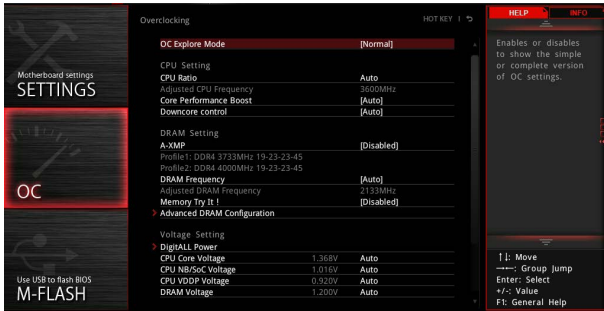 Overclocking
HOT KEY | ↩
HELP
INFO
OC Explore Mode [Normal]
CPU Setting
CPU Ratio Auto
Adjusted CPU Frequency 3600MHz
Core Performance Boost [Auto]
Downcore control [Auto]
DRAM Setting
A-XMP [Disabled]
Profile1: DDR4 3733MHz 19-23-23-45
Profile2: DDR4 4000MHz 19-23-23-45
DRAM Frequency [Auto]
Adjusted DRAM Frequency 2133MHz
Memory Try It ! [Disabled]
Advanced DRAM Configuration
Voltage Setting
DigitALL Power
CPU Core Voltage 1.368V Auto
CPU NB/SoC Voltage 1.016V Auto
CPU VDDP Voltage 0.920V Auto
DRAM Voltage 1.200V Auto
Motherboard settings
SETTINGS
OC
Use USB to flash BIOS
M-FLASH
Enables or disables
to show the simple
or complete version
of OC settings.
↑↓: Move
→←: Group Jump
Enter: Select
+/-: Value
F1: General Help